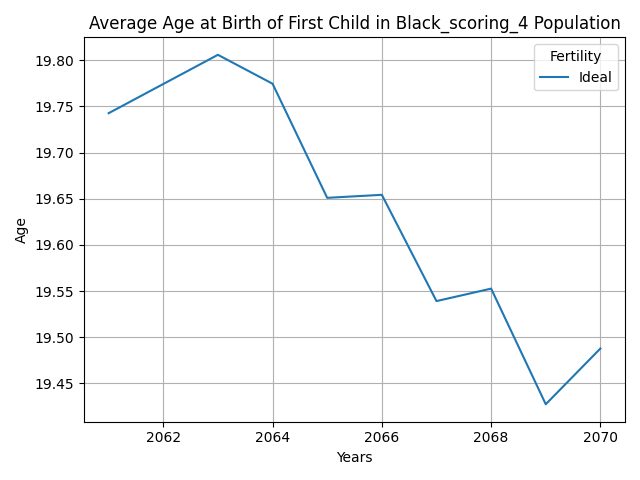 Average Age at Birth of First Child in Black_scoring_4 Population
Fertility
Ideal
19.80
19.75
19.70
19.65
19.60
19.55
19.50
19.45
Age
2062 2064 2066 2068 2070
Years